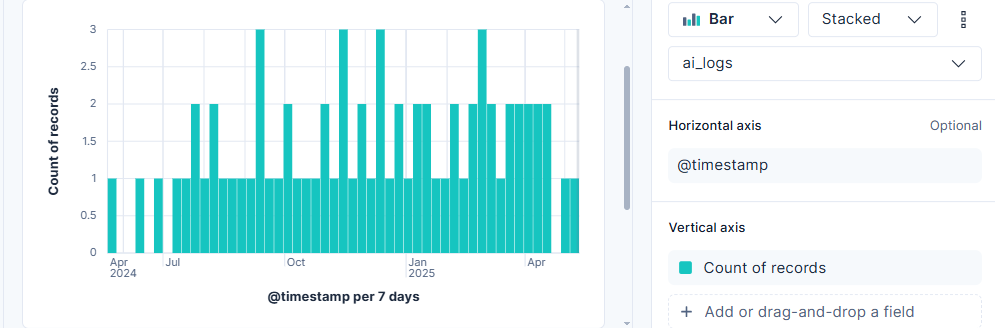 Count of records
3
2.5
2
1.5
1
0.5
0
Apr
2024
Jul
Oct
Jan
2025
Apr
@timestamp per 7 days
Bar
Stacked
ai_logs
Horizontal axis
Optional
@timestamp
Vertical axis
Count of records
+ Add or drag-and-drop a field